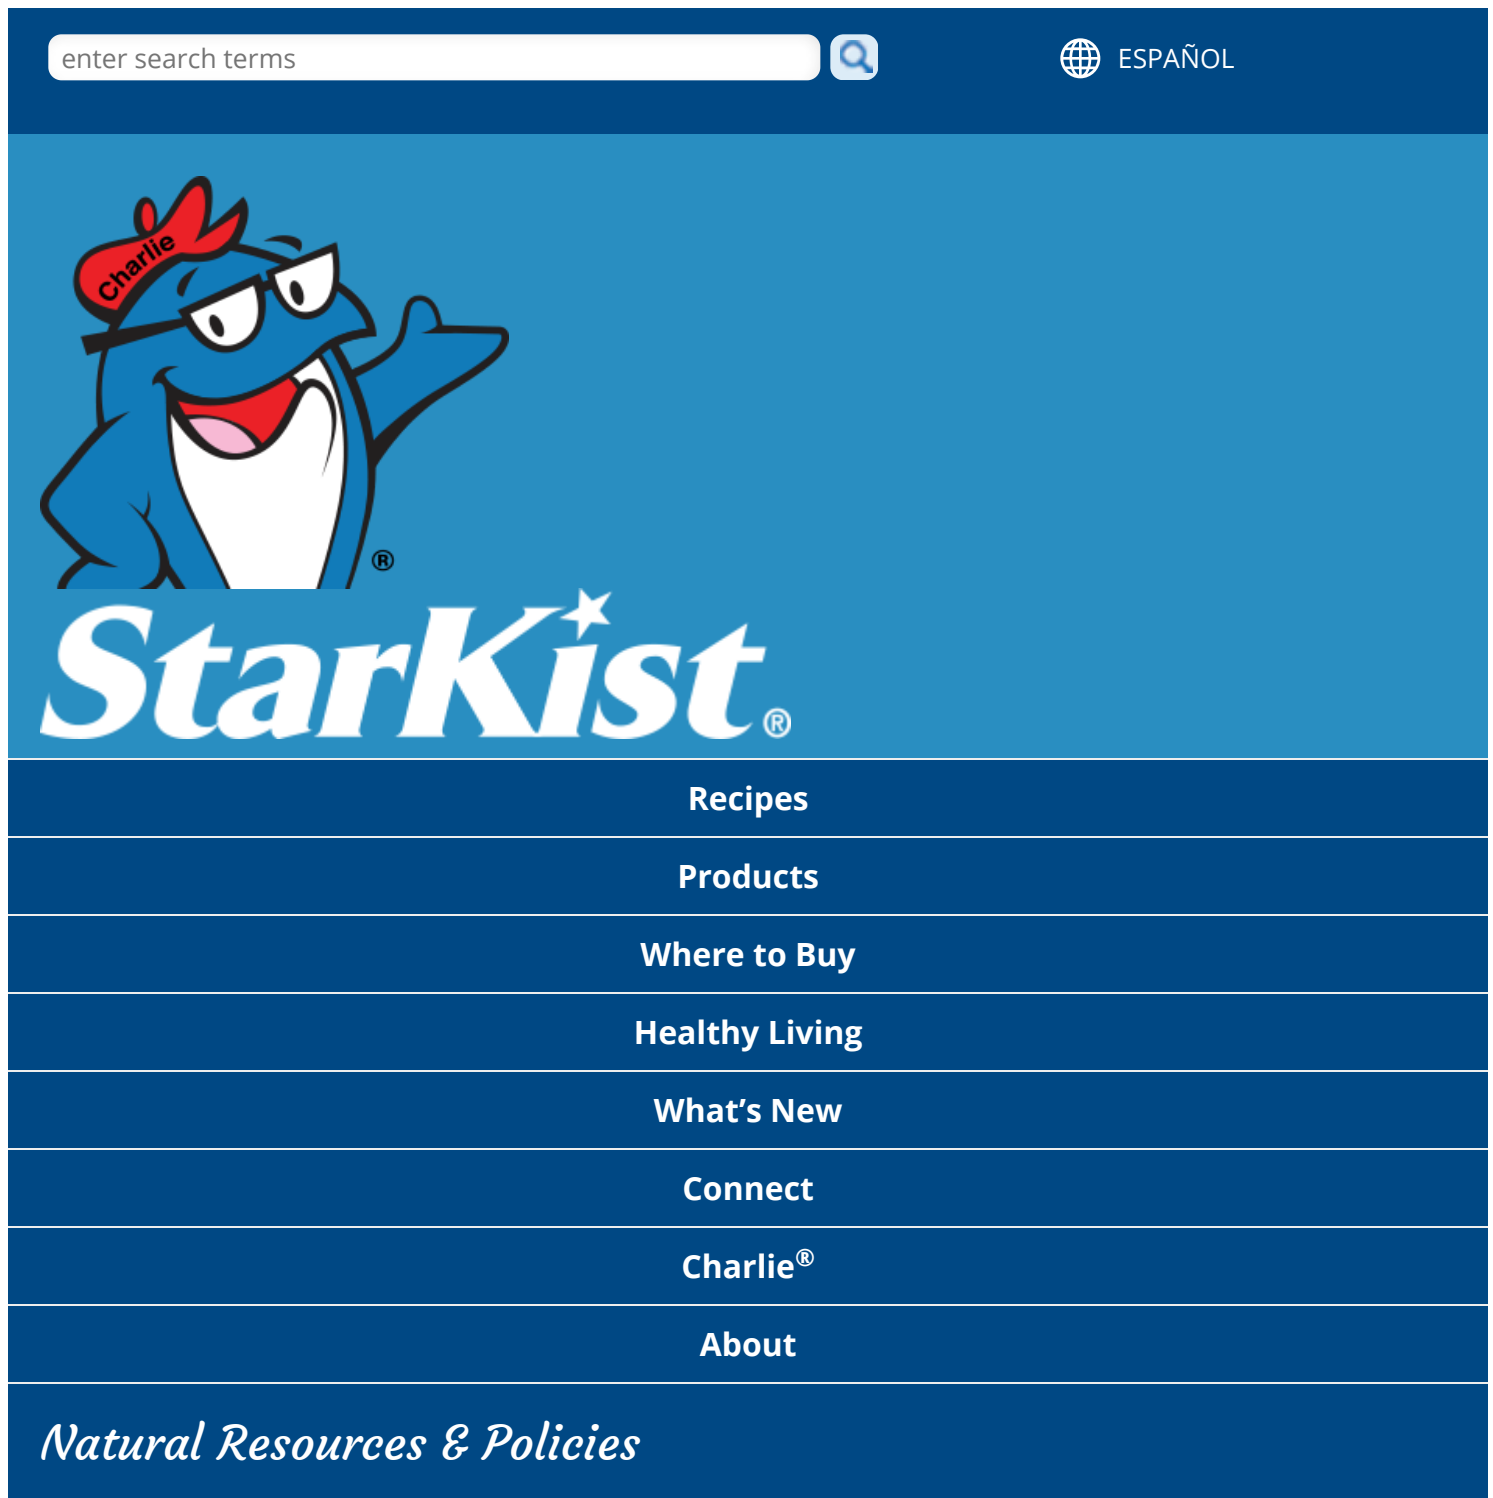 enter search terms
ESPAÑOL
Charlie
®
StarKist®
Recipes
Products
Where to Buy
Healthy Living
What’s New
Connect
Charlie®
About
Natural Resources & Policies